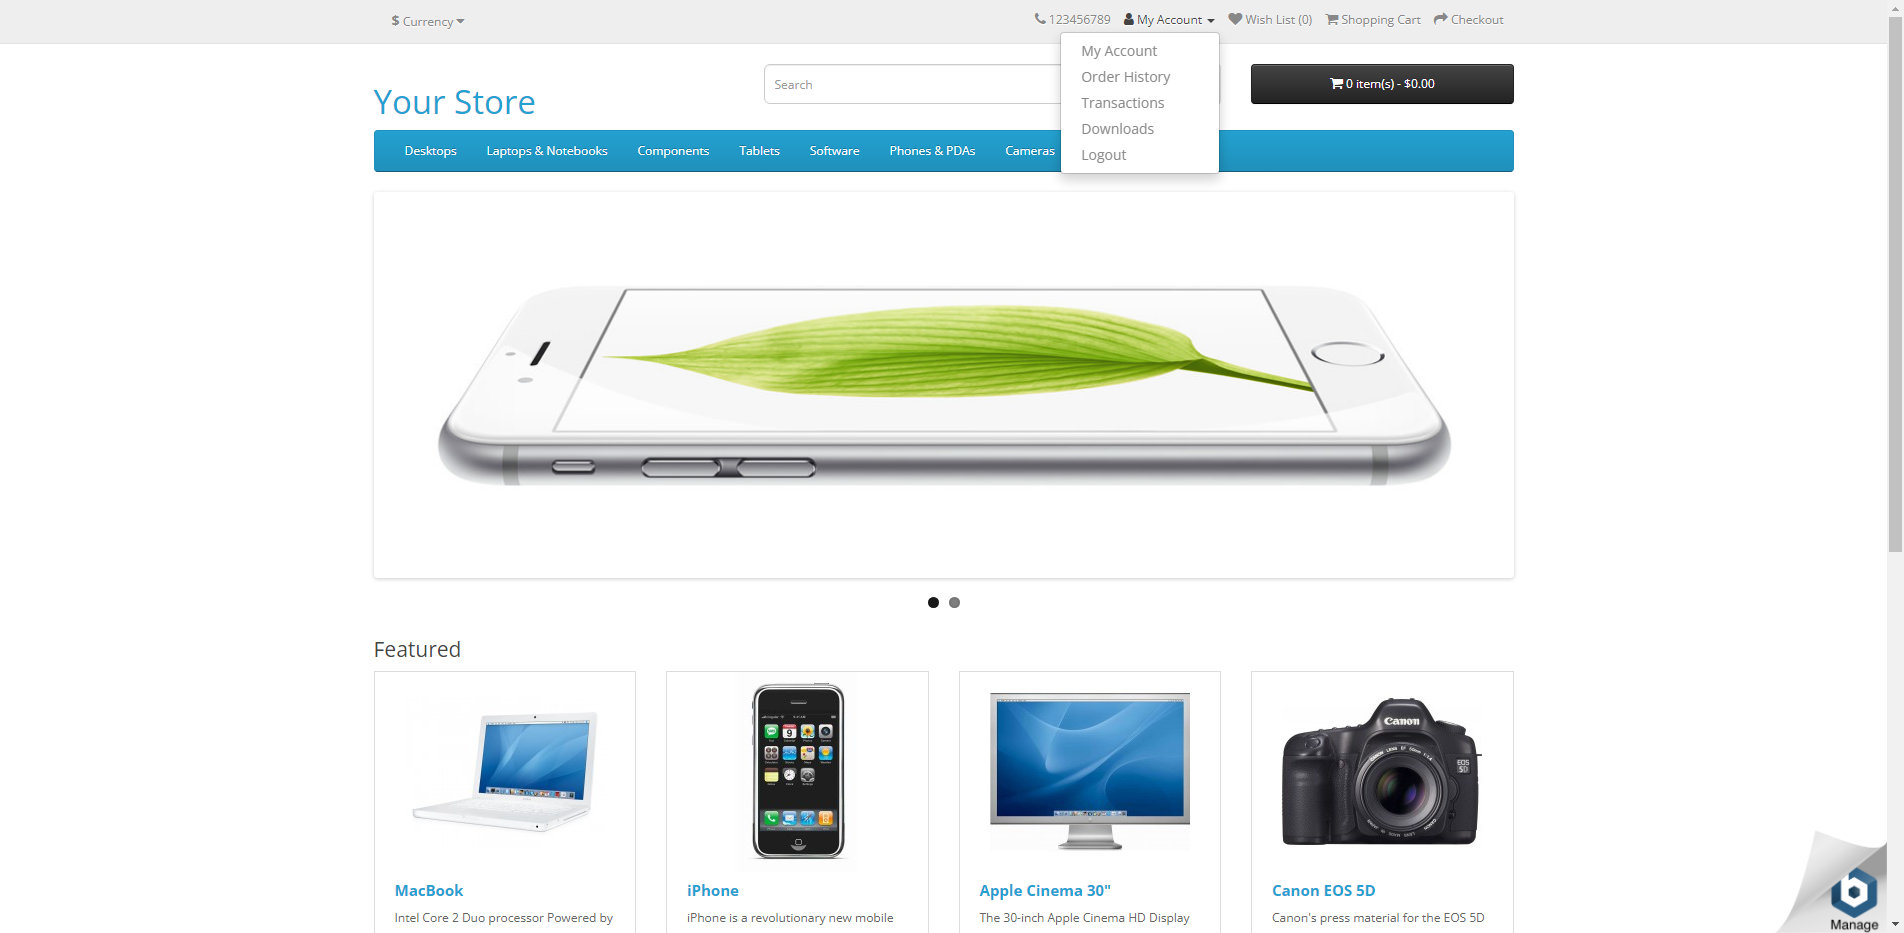 $ Currency
123456789 My Account Wish List (0) Shopping Cart Checkout
My Account
Order History
Transactions
Downloads
Logout
Your Store
Search
0 item(s) - $0.00
Desktops Laptops & Notebooks Components Tablets Software Phones & PDAs Cameras
Featured
Canon
EOS 5D
MacBook
Intel Core 2 Duo processor Powered by
iPhone
iPhone is a revolutionary new mobile
Apple Cinema 30"
The 30-inch Apple Cinema HD Display
Canon EOS 5D
Canon's press material for the EOS 5D
Manage